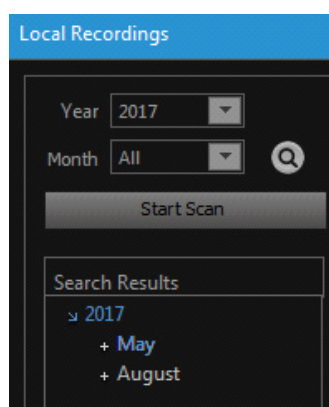 Local Recordings
Year 2017
Month All
Start Scan
Search Results
2017
+ May
+ August